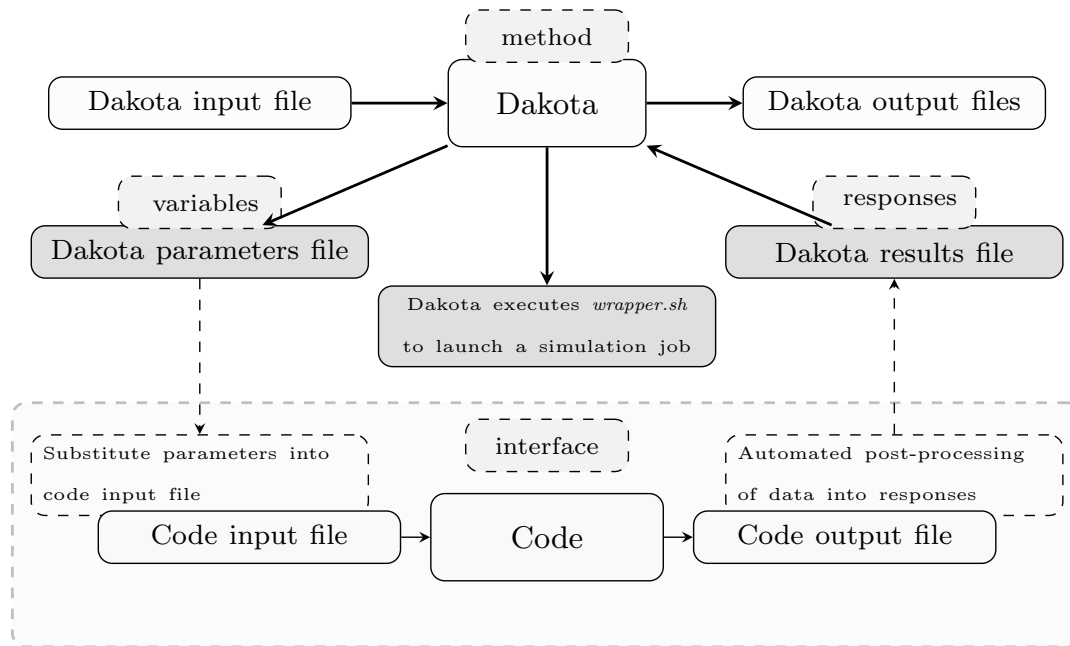 method
Dakota input file
Dakota
Dakota output files
variables
responses
Dakota parameters file
Dakota results file
Dakota executes wrapper.sh
to launch a simulation job
interface
Substitute parameters into
code input file
Automated post-processing
of data into responses
Code input file
Code
Code output file